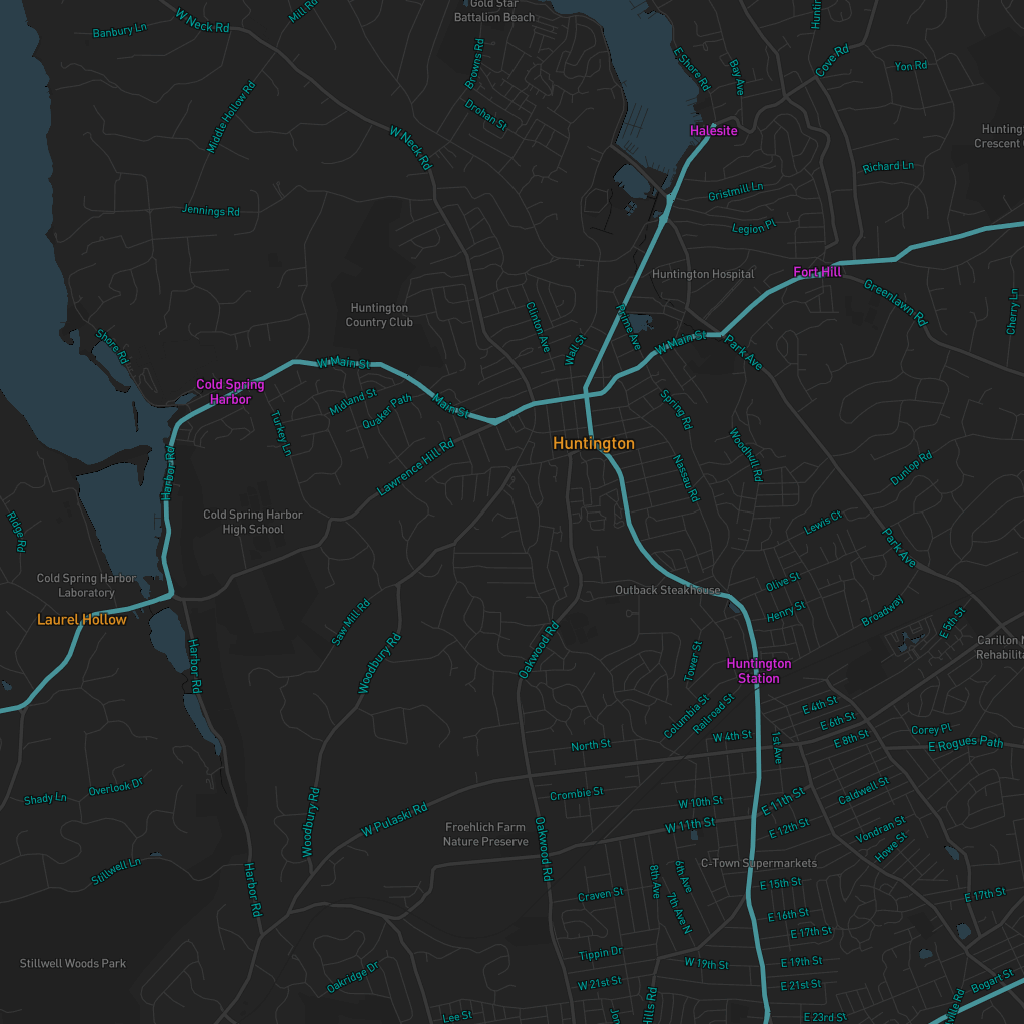 Gold Star
Battalion Beach
Mill Rd
W Neck Rd
Banbury Ln
Browns Rd
E Shore Rd
Bay Ave
Cove Rd
Yon Rd
Middle Hollow Rd
Drohan St
W Neck Rd
Halesite
Richard Ln
Gristmill Ln
Jennings Rd
Legion Pl
Huntington Hospital
Fort Hill
Greenlawn Rd
Cherry Ln
Huntington
Country Club
Clinton Ave
Wall St
W Main St
Park Ave
Shore Rd
W Main St
Cold Spring
Harbor
Midland St
Quaker Path
Main St
Spring Rd
Turkey Ln
Huntington
Woodhull Rd
Lawrence Hill Rd
Nassau Rd
Dunlop Rd
Harbor Rd
Cold Spring Harbor
High School
Ridge Rd
Lewis Ct
Park Ave
Cold Spring Harbor
Laboratory
Outback Steakhouse
Olive St
Henry St
Broadway
E 5th St
Laurel Hollow
Saw Mill Rd
Harbor Rd
Woodbury Rd
Oakwood Rd
Tower St
Huntington
Station
Columbia St
Railroad St
E 4th St
E 6th St
E 8th St
Corey Pl
E Rogues Path
North St
W 4th St
1st Ave
Overlook Dr
Shady Ln
Crombie St
W 10th St
E 11th St
Caldwell St
Woodbury Rd
W Pulaski Rd
Froehlich Farm
Nature Preserve
W 11th St
E 12th St
Vondran St
Howe St
Oakwood Rd
C-Town Supermarkets
Stillwell Ln
Harbor Rd
8th Ave
6th Ave
7th Ave N
Craven St
E 15th St
E 17th St
E 16th St
E 17th St
Stillwell Woods Park
Tippin Dr
W 19th St
E 19th St
Oakridge Dr
W 21st St
E 21st St
Bogart St
Lee St
E 23rd St